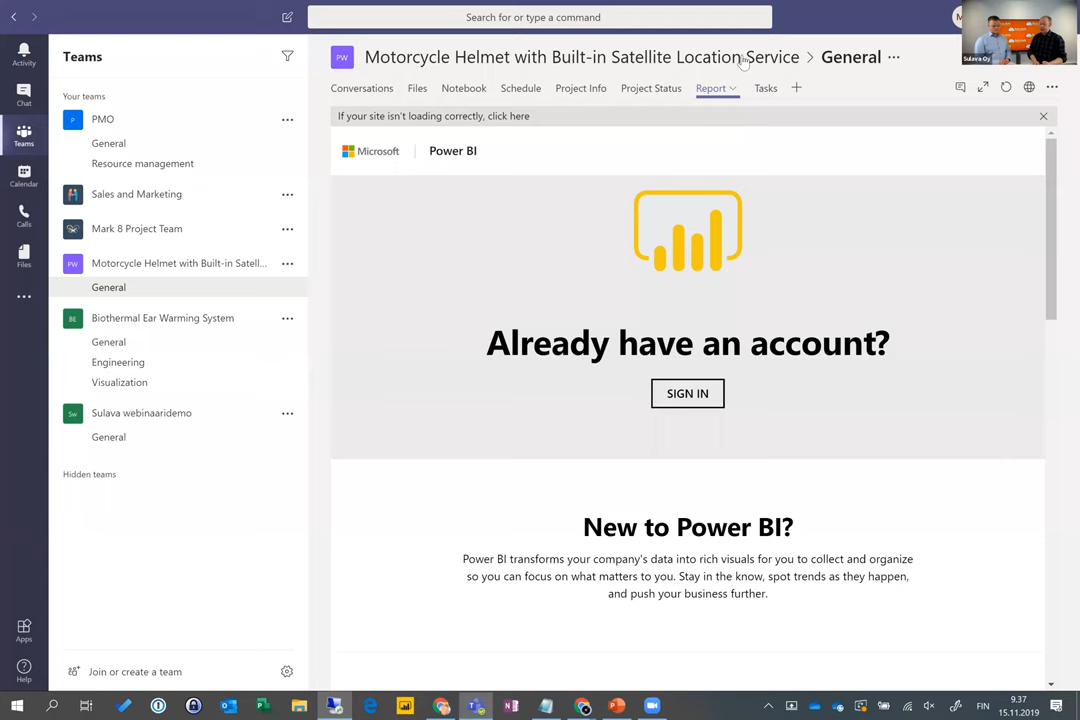 Search for or type a command
M
Sulava Oy
Activity
Chat
Teams
Calendar
Calls
Files
Apps
Help
Teams
Your teams
P
PMO
General
Resource management
Sales and Marketing
Mark 8 Project Team
PW
Motorcycle Helmet with Built-in Satell...
General
BE
Biothermal Ear Warming System
General
Engineering
Visualization
Sw
Sulava webinaaridemo
General
Hidden teams
Join or create a team
PW
Motorcycle Helmet with Built-in Satellite Location Service > General
Conversations Files Notebook Schedule Project Info Project Status Report Tasks
If your site isn't loading correctly, click here
Microsoft Power BI
Already have an account?
SIGN IN
New to Power BI?
Power BI transforms your company's data into rich visuals for you to collect and organize
so you can focus on what matters to you. Stay in the know, spot trends as they happen,
and push your business further.
FIN
9.37
15.11.2019